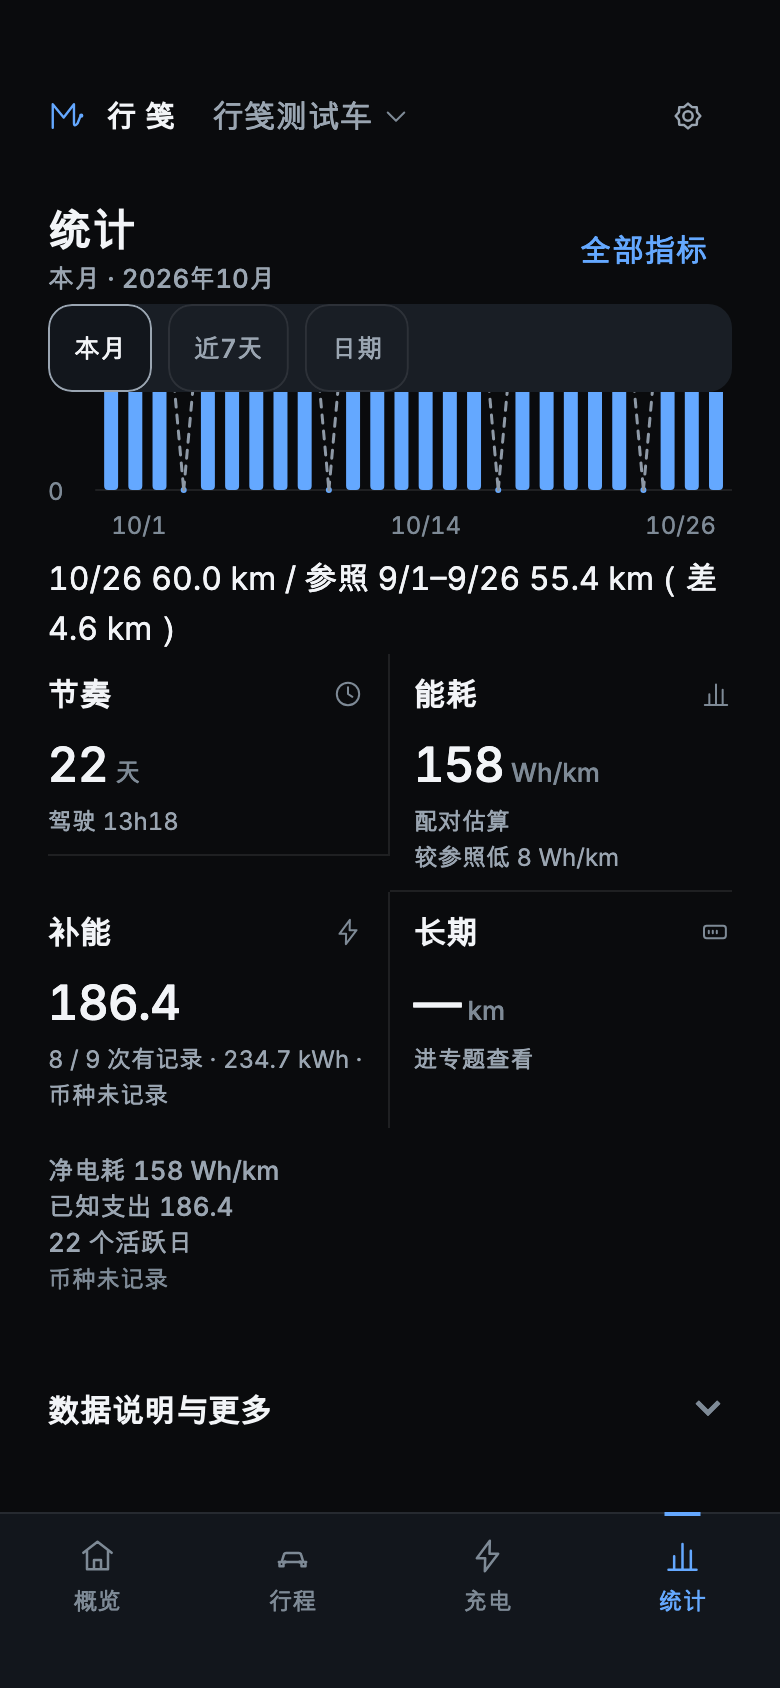 行笺 行笺测试车
统计
全部指标
本月 · 2026年10月
本月 近7天 日期
0
10/1 10/14 10/26
10/26 60.0 km / 参照 9/1–9/26 55.4 km ( 差
4.6 km )
节奏
22 天
驾驶 13h18
能耗
158 Wh/km
配对估算
较参照低 8 Wh/km
补能
186.4
8 / 9 次有记录 · 234.7 kWh ·
币种未记录
长期
— km
进专题查看
净电耗 158 Wh/km
已知支出 186.4
22 个活跃日
币种未记录
数据说明与更多
概览 行程 充电 统计